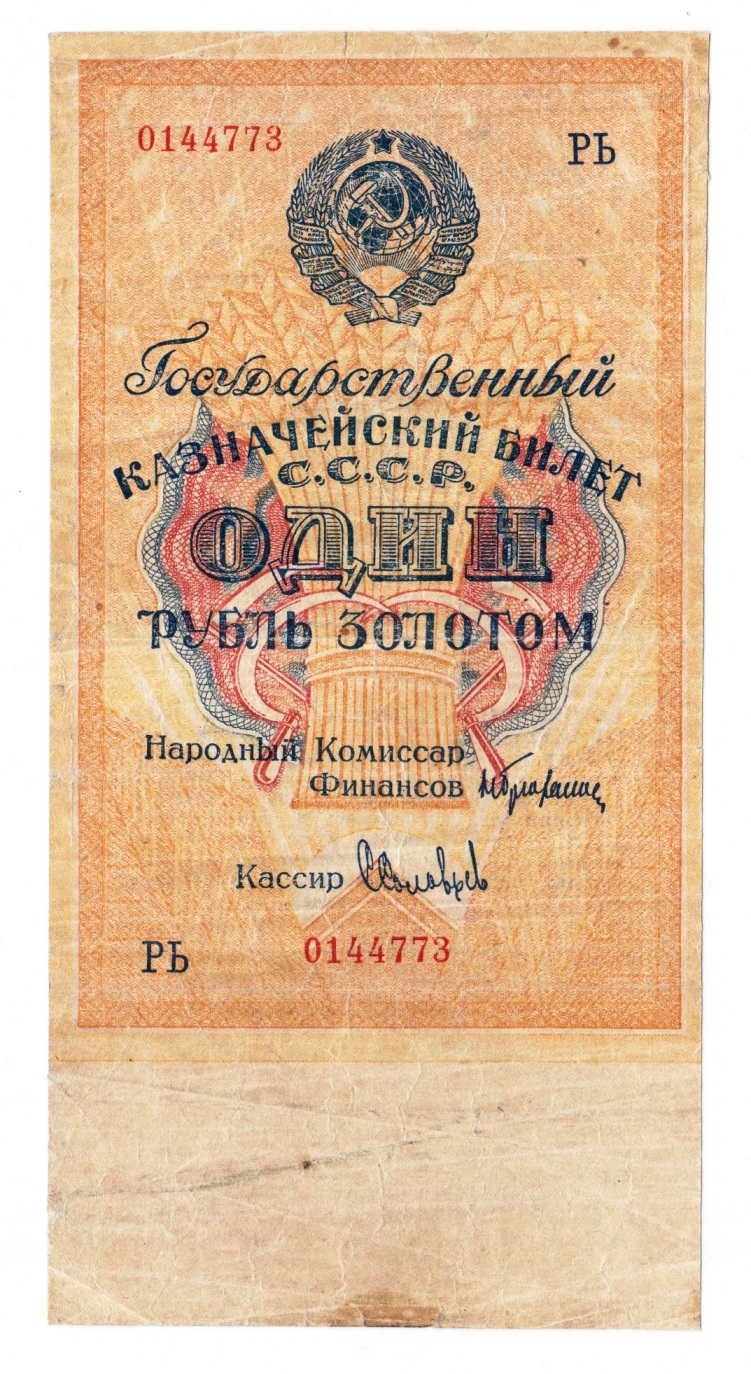 0144773
РЬ
Государственный
КАЗНАЧЕЙСКИЙ БИЛЕТ
С.С.С.Р.
ОДИН
РУБЛЬ ЗОЛОТОМ
Народный Комиссар
Финансов
Кассир
РЬ
0144773